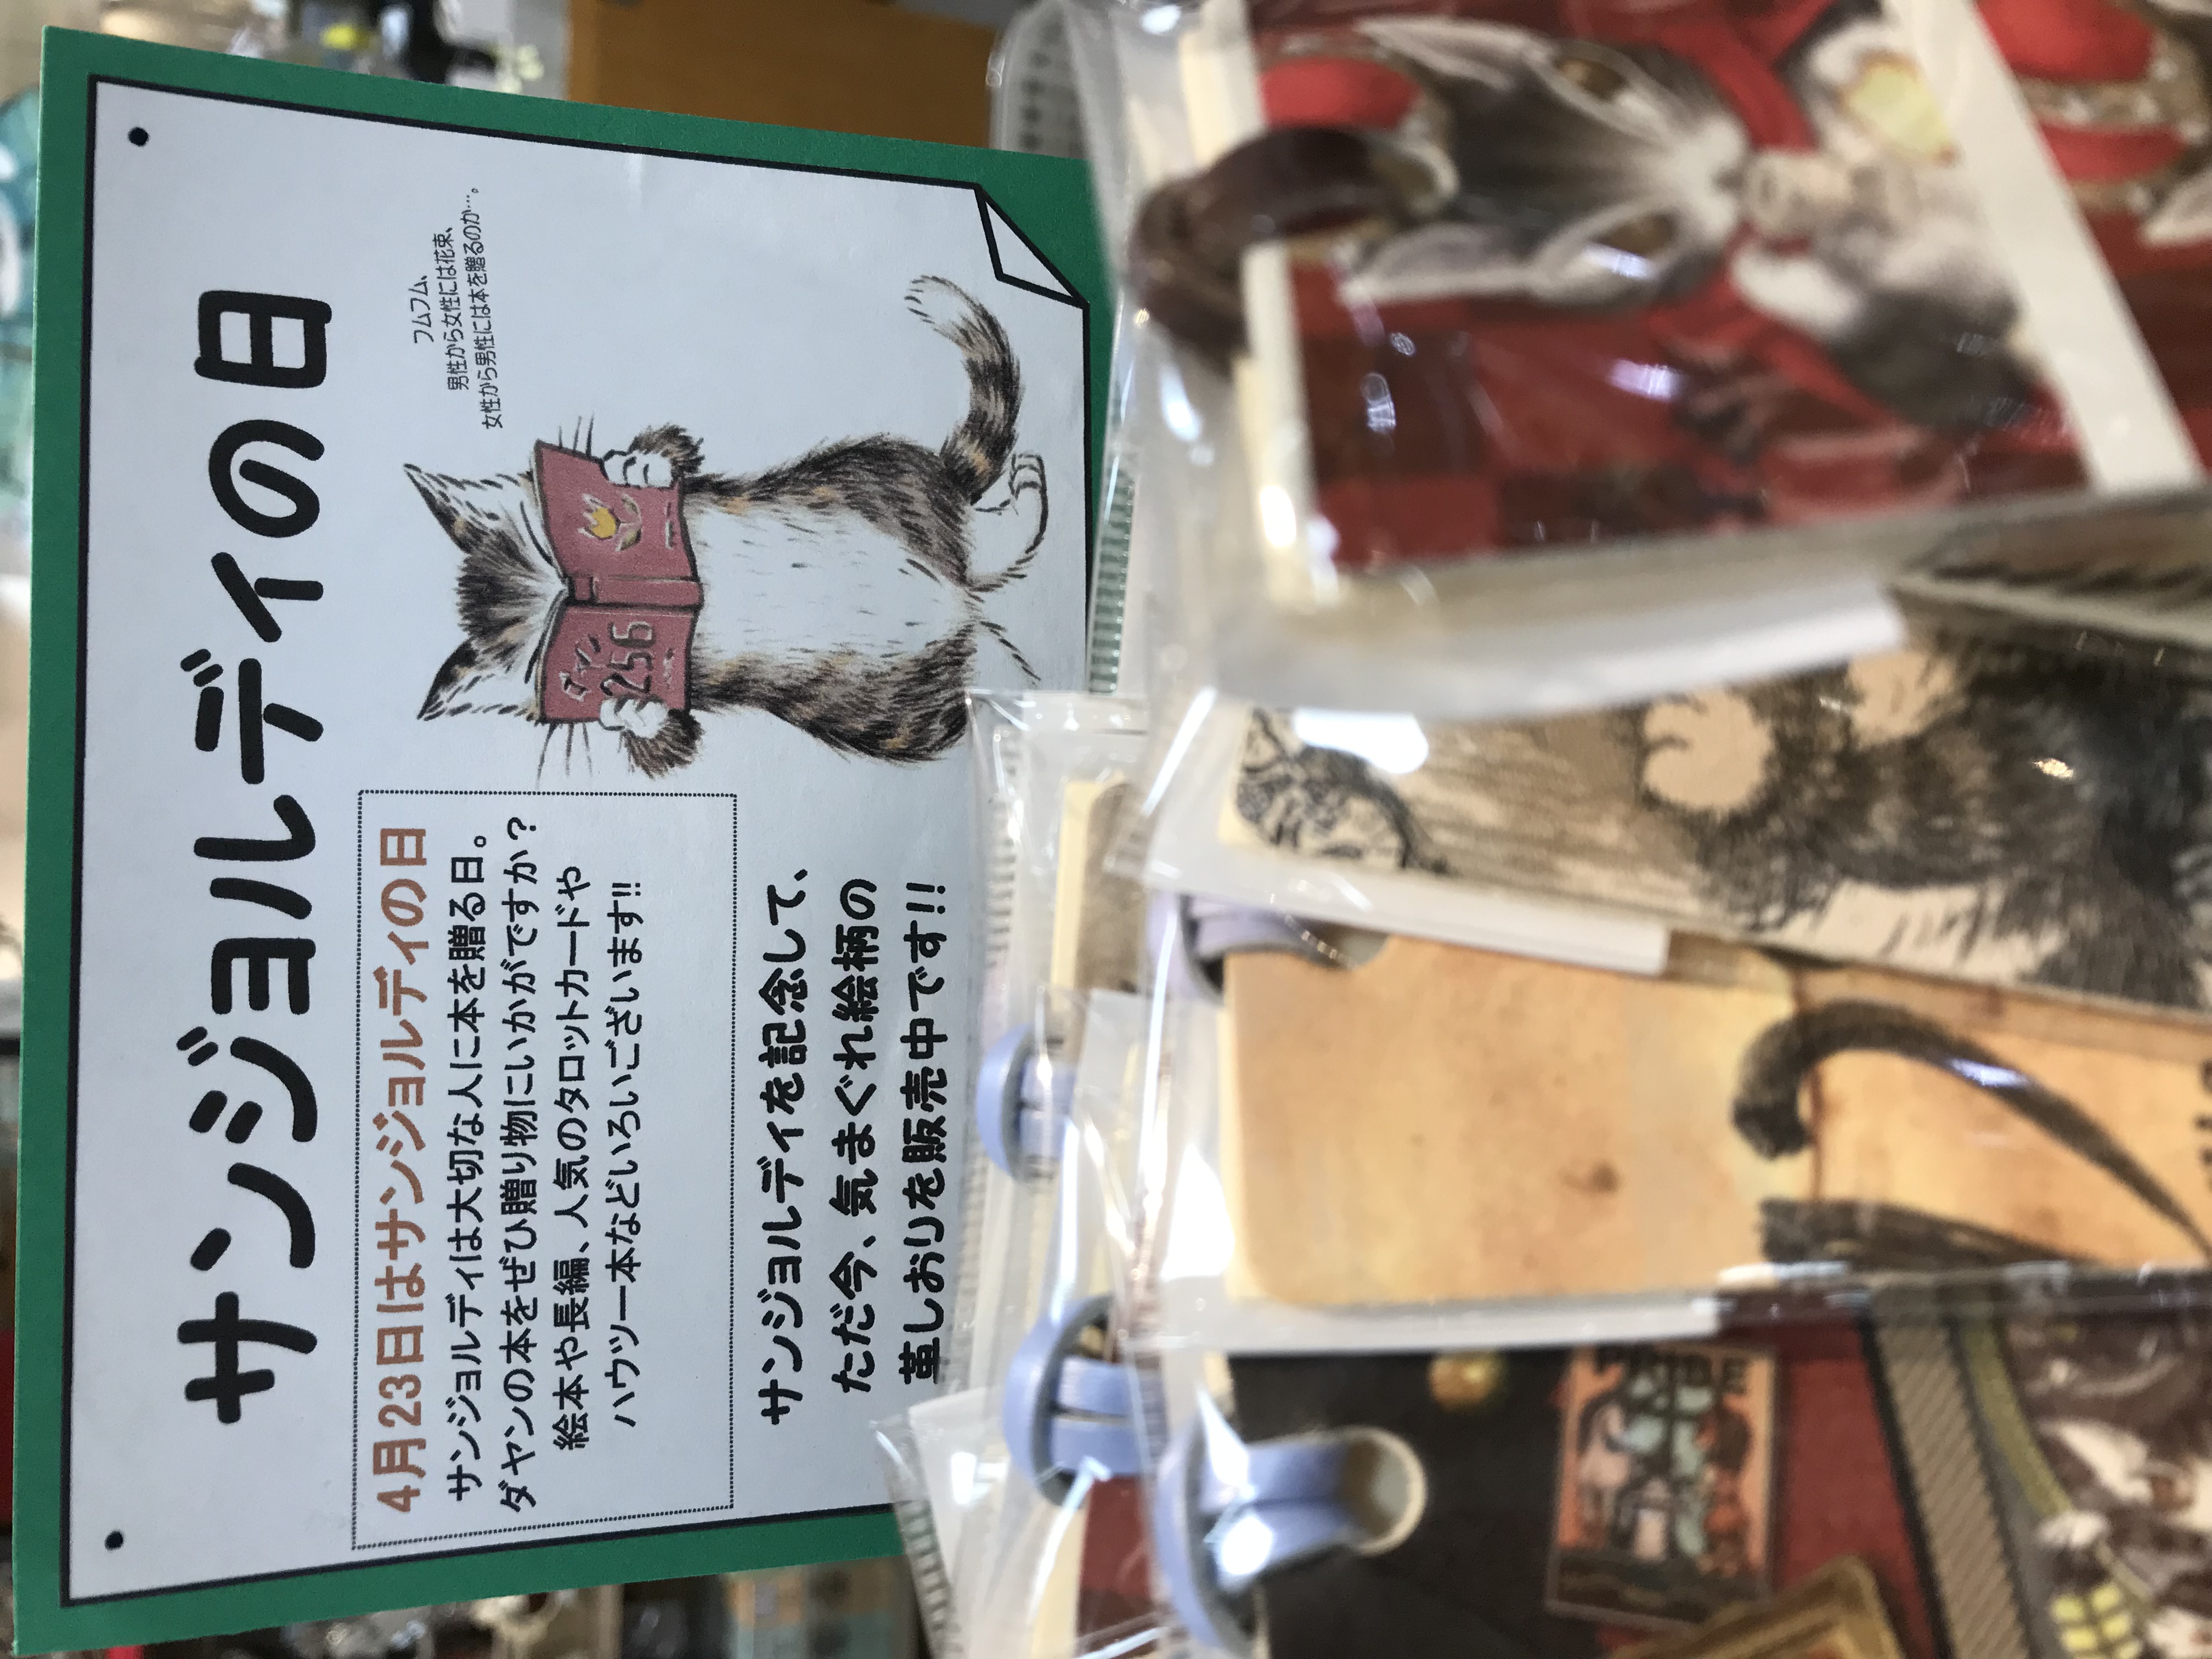 サンジョルディの日
フムフム、
男性から女性には花束、
女性から男性には本を贈るのか…。
4月23日はサンジョルディの日
サンジョルディは大切な人に本を贈る日。
ダヤンの本をぜひ贈り物にいかがですか？
絵本や長編、人気のタロットカードや
ハウツー本などいろいろございます!!
ダヤン
256
サンジョルディを記念して、
ただ今、気まぐれ絵柄の
革しおりを販売中です!!